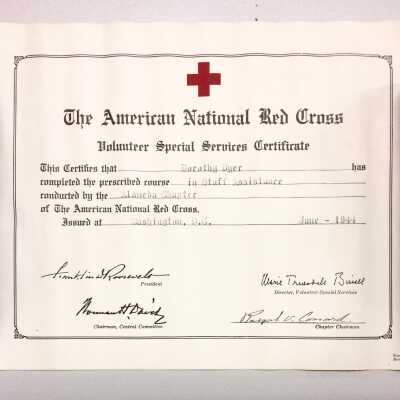 The American National Red Cross
Volunteer Special Services Certificate
This Certifies that Dorothy Dyer has
completed the prescribed course in Staff Assistance
conducted by the Alameda Chapter
of The American National Red Cross.
Issued at Washington, D.C. June - 1944
Franklin D Roosevelt
President
Director, Volunteer Special Services
Norman H. Davis
Chairman, Central Committee
Chapter Chairman